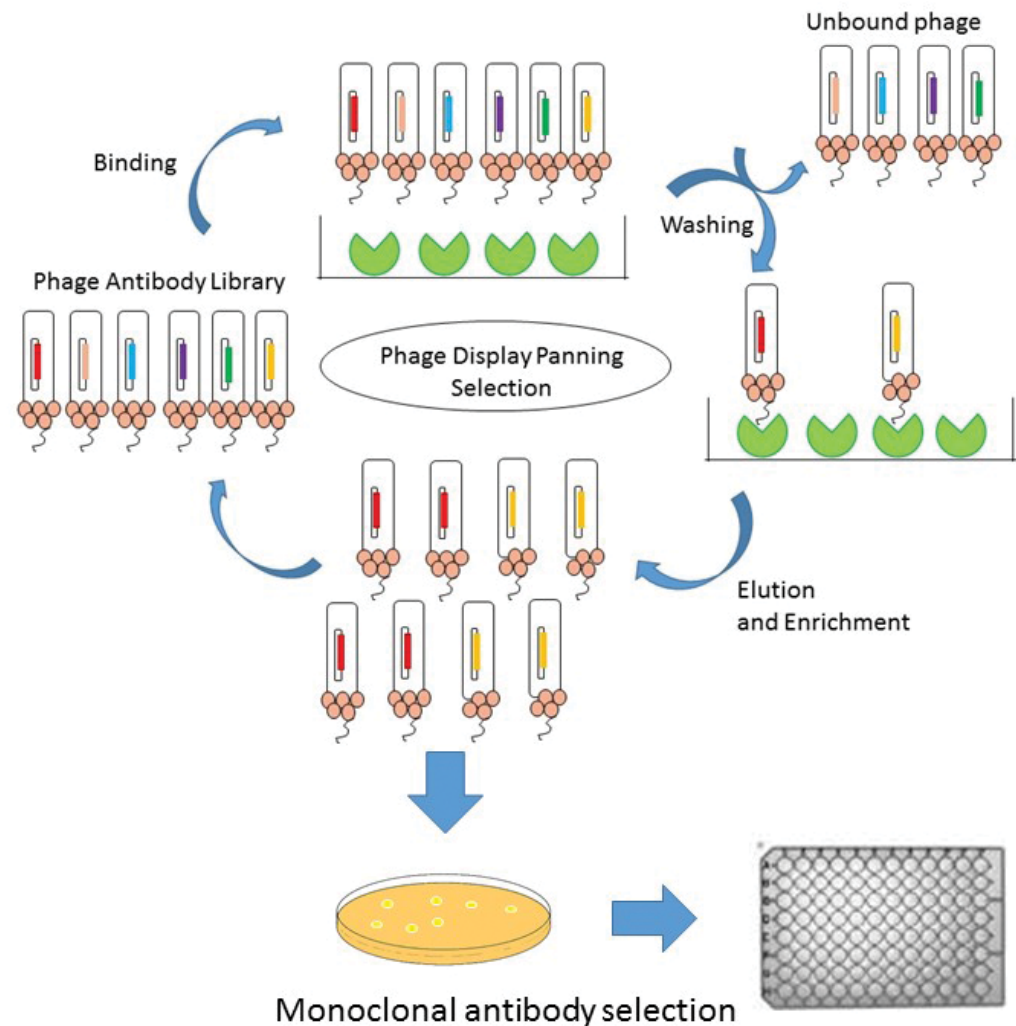 Unbound phage
Binding
Washing
Phage Antibody Library
Phage Display Panning
Selection
Elution
and Enrichment
Monoclonal antibody selection